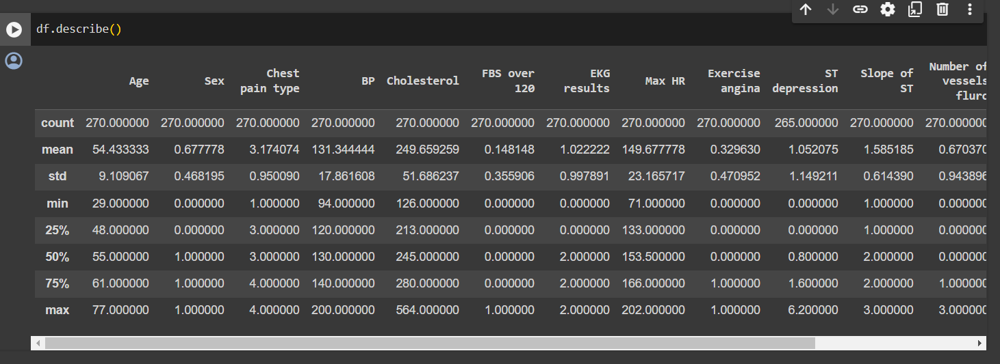 df.describe()
Age Sex Chest pain type BP Cholesterol FBS over 120 EKG results Max HR Exercise angina ST depression Slope of ST Number of vessels fluro
count 270.000000 270.000000 270.000000 270.000000 270.000000 270.000000 270.000000 270.000000 270.000000 265.000000 270.000000 270.000000
mean 54.433333 0.677778 3.174074 131.344444 249.659259 0.148148 1.022222 149.677778 0.329630 1.052075 1.585185 0.670370
std 9.109067 0.468195 0.950090 17.861608 51.686237 0.355906 0.997891 23.165717 0.470952 1.149211 0.614390 0.943896
min 29.000000 0.000000 1.000000 94.000000 126.000000 0.000000 0.000000 71.000000 0.000000 0.000000 1.000000 0.000000
25% 48.000000 0.000000 3.000000 120.000000 213.000000 0.000000 0.000000 133.000000 0.000000 0.000000 1.000000 0.000000
50% 55.000000 1.000000 3.000000 130.000000 245.000000 0.000000 2.000000 153.500000 0.000000 0.800000 2.000000 0.000000
75% 61.000000 1.000000 4.000000 140.000000 280.000000 0.000000 2.000000 166.000000 1.000000 1.600000 2.000000 1.000000
max 77.000000 1.000000 4.000000 200.000000 564.000000 1.000000 2.000000 202.000000 1.000000 6.200000 3.000000 3.000000